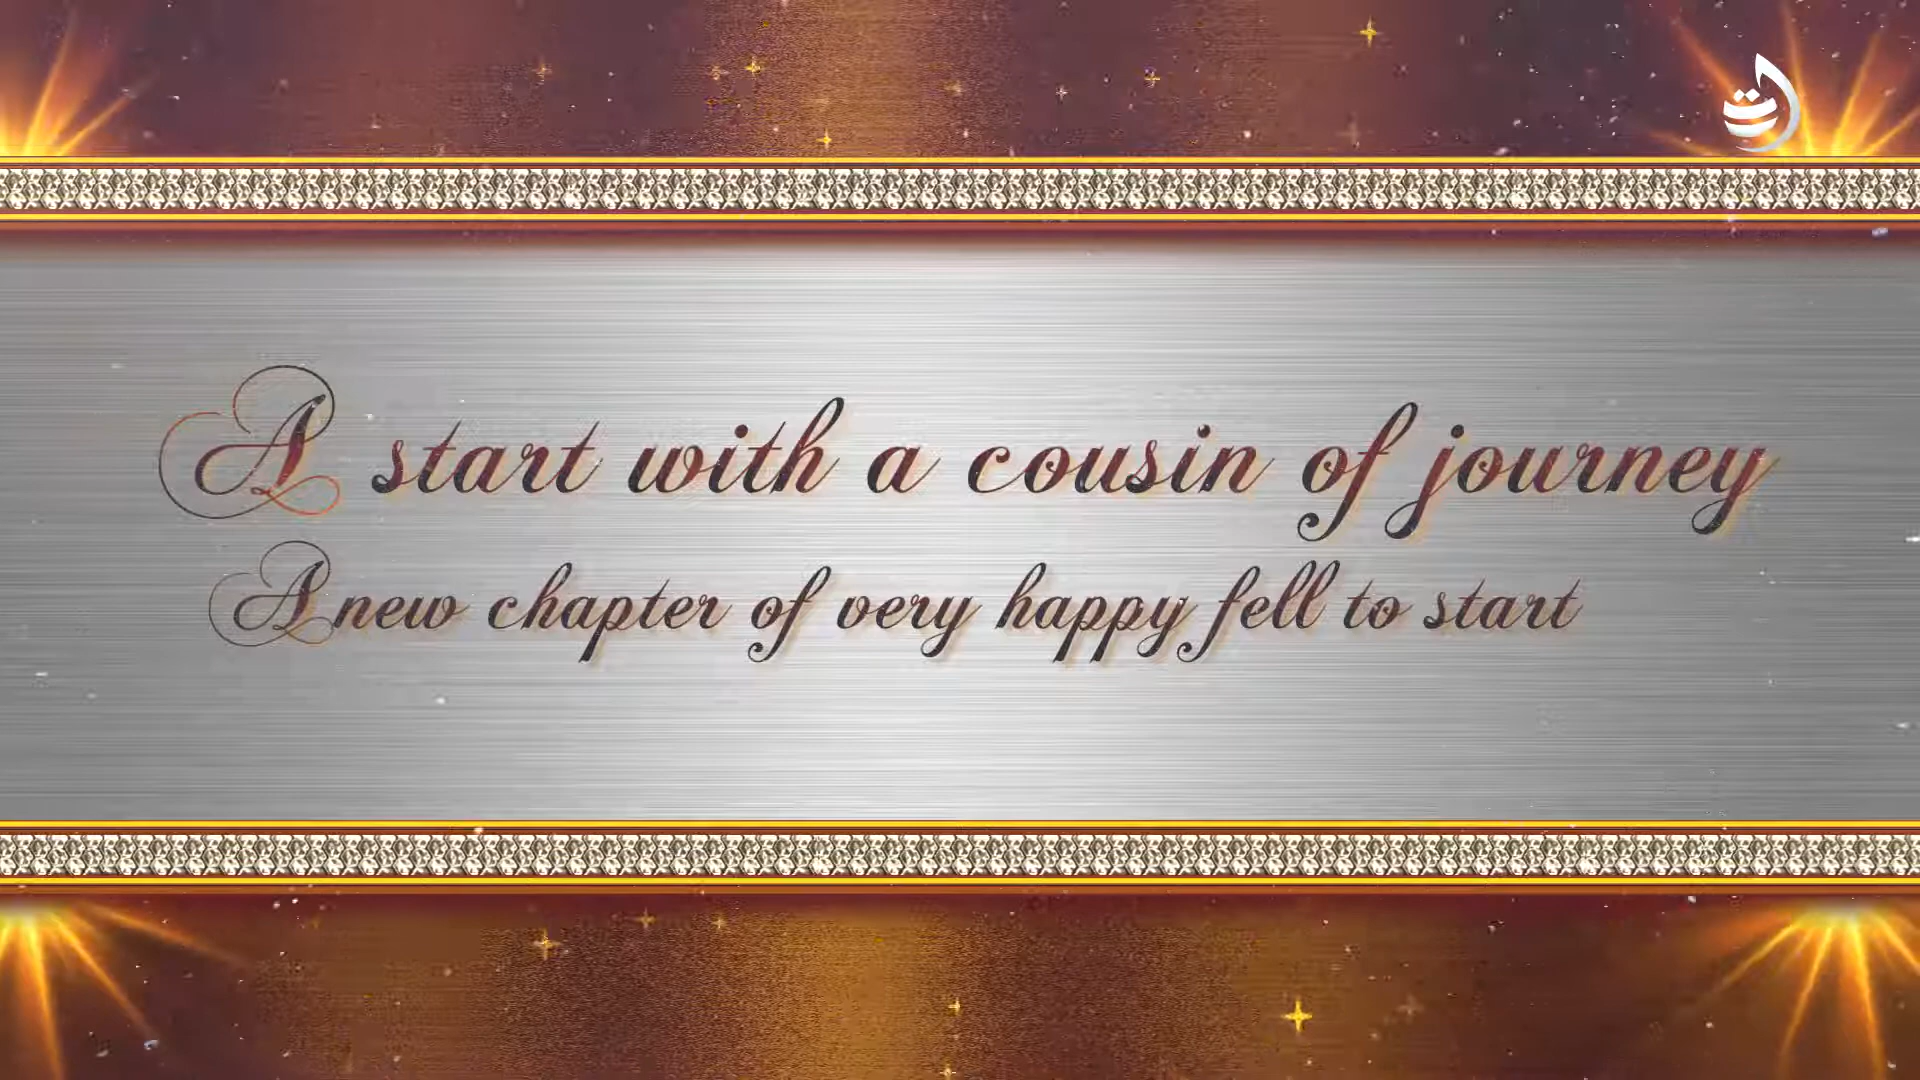 A start with a cousin of journey
A new chapter of very happy fell to start